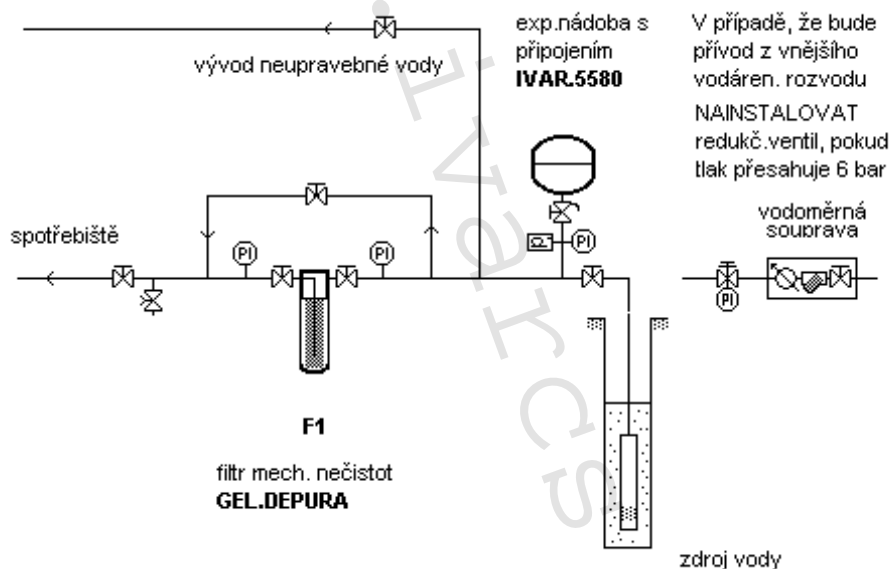 exp.nádoba s
připojením
IVAR.5580
V případě, že bude
přívod z vnějšího
vodáren. rozvodu
NAINSTALOVAT
redukč.ventil, pokud
tlak přesahuje 6 bar
vývod neupravebné vody
vodoměrná
souprava
spotřebiště
PI
PI
PI
PI
F1
filtr mech. nečistot
GEL.DEPURA
zdroj vody
ivarcs